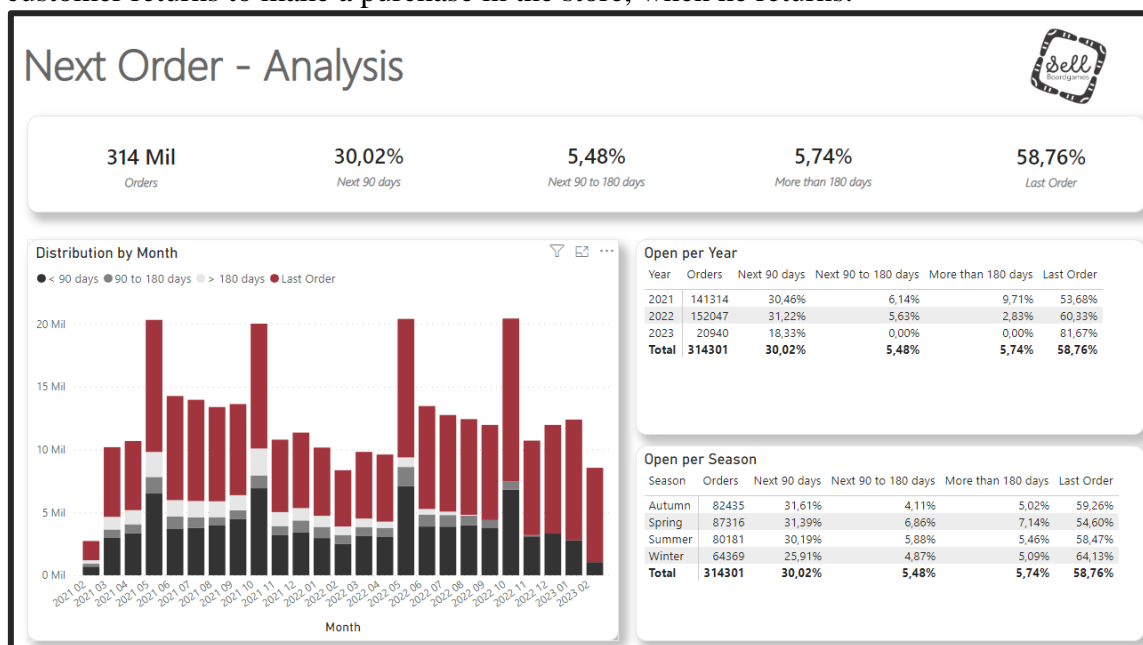 customer returns to make a purchase in the store, when he returns.
Next Order - Analysis
Sell
Boardgames
314 Mil
Orders
30,02%
Next 90 days
5,48%
Next 90 to 180 days
5,74%
More than 180 days
58,76%
Last Order
Distribution by Month
< 90 days 90 to 180 days > 180 days Last Order
20 Mil
15 Mil
10 Mil
5 Mil
0 Mil
2021 02 2021 03 2021 04 2021 05 2021 06 2021 07 2021 08 2021 09 2021 10 2021 11 2021 12 2022 01 2022 02 2022 03 2022 04 2022 05 2022 06 2022 07 2022 08 2022 09 2022 10 2022 11 2022 12 2023 01 2023 02
Month
Open per Year
Year Orders Next 90 days Next 90 to 180 days More than 180 days Last Order
2021 141314 30,46% 6,14% 9,71% 53,68%
2022 152047 31,22% 5,63% 2,83% 60,33%
2023 20940 18,33% 0,00% 0,00% 81,67%
Total 314301 30,02% 5,48% 5,74% 58,76%
Open per Season
Season Orders Next 90 days Next 90 to 180 days More than 180 days Last Order
Autumn 82435 31,61% 4,11% 5,02% 59,26%
Spring 87316 31,39% 6,86% 7,14% 54,60%
Summer 80181 30,19% 5,88% 5,46% 58,47%
Winter 64369 25,91% 4,87% 5,09% 64,13%
Total 314301 30,02% 5,48% 5,74% 58,76%